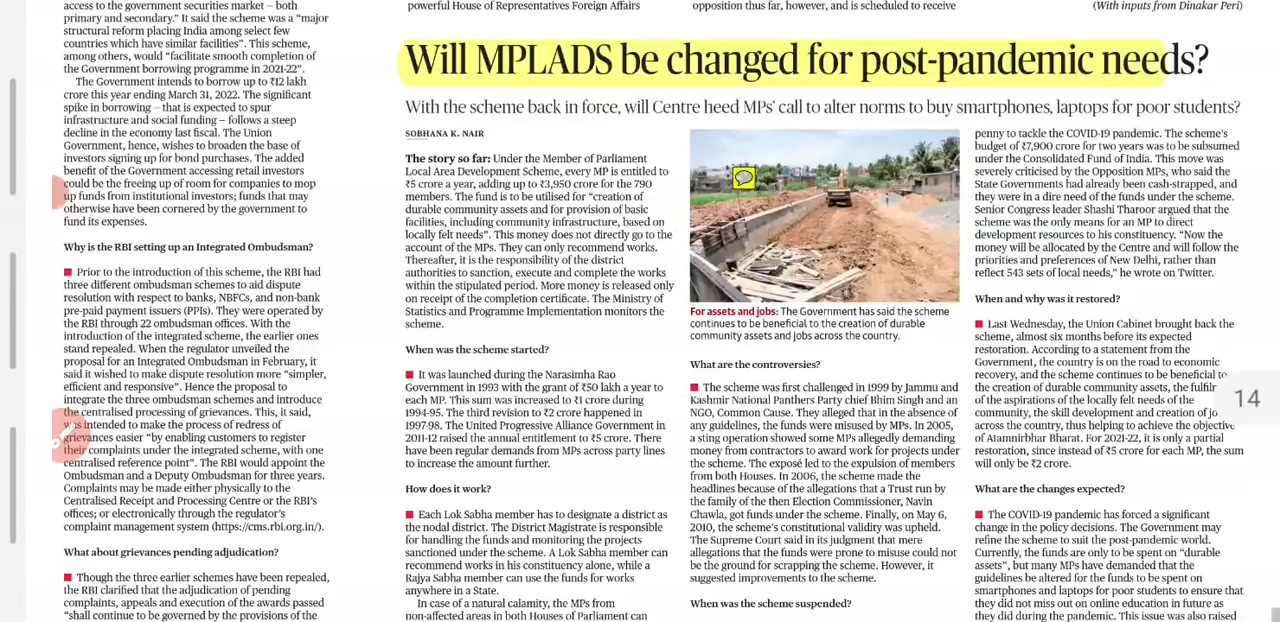 access to the government securities market – both
primary and secondary.” It said the scheme was a “major
structural reform placing India among select few
countries which have similar facilities”. This scheme,
among others, would “facilitate smooth completion of
the Government borrowing programme in 2021-22”.
The Government intends to borrow up to ₹12 lakh
crore this year ending March 31, 2022. The significant
spike in borrowing – that is expected to spur
infrastructure and social funding – follows a steep
decline in the economy last fiscal. The Union
Government, hence, wishes to broaden the base of
investors signing up for bond purchases. The added
benefit of the Government accessing retail investors
could be the freeing up of room for companies to mop
up funds from institutional investors; funds that may
otherwise have been cornered by the government to
fund its expenses.
Why is the RBI setting up an Integrated Ombudsman?
Prior to the introduction of this scheme, the RBI had
three different ombudsman schemes to aid dispute
resolution with respect to banks, NBFCs, and non-bank
pre-paid payment issuers (PPIs). They were operated by
the RBI through 22 ombudsman offices. With the
introduction of the integrated scheme, the earlier ones
stand repealed. When the regulator unveiled the
proposal for an Integrated Ombudsman in February, it
said it wished to make dispute resolution more “simpler,
efficient and responsive”. Hence the proposal to
integrate the three ombudsman schemes and introduce
the centralised processing of grievances. This, it said,
was intended to make the process of redress of
grievances easier “by enabling customers to register
their complaints under the integrated scheme, with one
centralised reference point”. The RBI would appoint the
Ombudsman and a Deputy Ombudsman for three years.
Complaints may be made either physically to the
Centralised Receipt and Processing Centre or the RBI’s
offices; or electronically through the regulator’s
complaint management system (https://cms.rbi.org.in/).
What about grievances pending adjudication?
Though the three earlier schemes have been repealed,
the RBI clarified that the adjudication of pending
complaints, appeals and execution of the awards passed
“shall continue to be governed by the provisions of the
powerful House of Representatives Foreign Affairs
opposition thus far, however, and is scheduled to receive
(With inputs from Dinakar Peri)
Will MPLADS be changed for post-pandemic needs?
With the scheme back in force, will Centre heed MPs’ call to alter norms to buy smartphones, laptops for poor students?
SOBHANA K. NAIR
The story so far: Under the Member of Parliament
Local Area Development Scheme, every MP is entitled to
₹5 crore a year, adding up to ₹3,950 crore for the 790
members. The fund is to be utilised for “creation of
durable community assets and for provision of basic
facilities, including community infrastructure, based on
locally felt needs”. This money does not directly go to the
account of the MPs. They can only recommend works.
Thereafter, it is the responsibility of the district
authorities to sanction, execute and complete the works
within the stipulated period. More money is released only
on receipt of the completion certificate. The Ministry of
Statistics and Programme Implementation monitors the
scheme.
When was the scheme started?
It was launched during the Narasimha Rao
Government in 1993 with the grant of ₹50 lakh a year to
each MP. This sum was increased to ₹1 crore during
1994-95. The third revision to ₹2 crore happened in
1997-98. The United Progressive Alliance Government in
2011-12 raised the annual entitlement to ₹5 crore. There
have been regular demands from MPs across party lines
to increase the amount further.
How does it work?
Each Lok Sabha member has to designate a district as
the nodal district. The District Magistrate is responsible
for handling the funds and monitoring the projects
sanctioned under the scheme. A Lok Sabha member can
recommend works in his constituency alone, while a
Rajya Sabha member can use the funds for works
anywhere in a State.
In case of a natural calamity, the MPs from
non-affected areas in both Houses of Parliament can
For assets and jobs: The Government has said the scheme
continues to be beneficial to the creation of durable
community assets and jobs across the country.
What are the controversies?
The scheme was first challenged in 1999 by Jammu and
Kashmir National Panthers Party chief Bhim Singh and an
NGO, Common Cause. They alleged that in the absence of
any guidelines, the funds were misused by MPs. In 2005,
a sting operation showed some MPs allegedly demanding
money from contractors to award work for projects under
the scheme. The exposé led to the expulsion of members
from both Houses. In 2006, the scheme made the
headlines because of the allegations that a Trust run by
the family of the then Election Commissioner, Navin
Chawla, got funds under the scheme. Finally, on May 6,
2010, the scheme’s constitutional validity was upheld.
The Supreme Court said in its judgment that mere
allegations that the funds were prone to misuse could not
be the ground for scrapping the scheme. However, it
suggested improvements to the scheme.
When was the scheme suspended?
penny to tackle the COVID-19 pandemic. The scheme’s
budget of ₹7,900 crore for two years was to be subsumed
under the Consolidated Fund of India. This move was
severely criticised by the Opposition MPs, who said the
State Governments had already been cash-strapped, and
they were in a dire need of the funds under the scheme.
Senior Congress leader Shashi Tharoor argued that the
scheme was the only means for an MP to direct
development resources to his constituency. “Now the
money will be allocated by the Centre and will follow the
priorities and preferences of New Delhi, rather than
reflect 543 sets of local needs,” he wrote on Twitter.
When and why was it restored?
Last Wednesday, the Union Cabinet brought back the
scheme, almost six months before its expected
restoration. According to a statement from the
Government, the country is on the road to economic
recovery, and the scheme continues to be beneficial to
the creation of durable community assets, the fulfil
of the aspirations of the locally felt needs of the
community, the skill development and creation of jo
across the country, thus helping to achieve the objective
of Atmanirbhar Bharat. For 2021-22, it is only a partial
restoration, since instead of ₹5 crore for each MP, the sum
will only be ₹2 crore.
14
What are the changes expected?
The COVID-19 pandemic has forced a significant
change in the policy decisions. The Government may
refine the scheme to suit the post-pandemic world.
Currently, the funds are only to be spent on “durable
assets”, but many MPs have demanded that the
guidelines be altered for the funds to be spent on
smartphones and laptops for poor students to ensure that
they did not miss out on online education in future as
they did during the pandemic. This issue was also raised